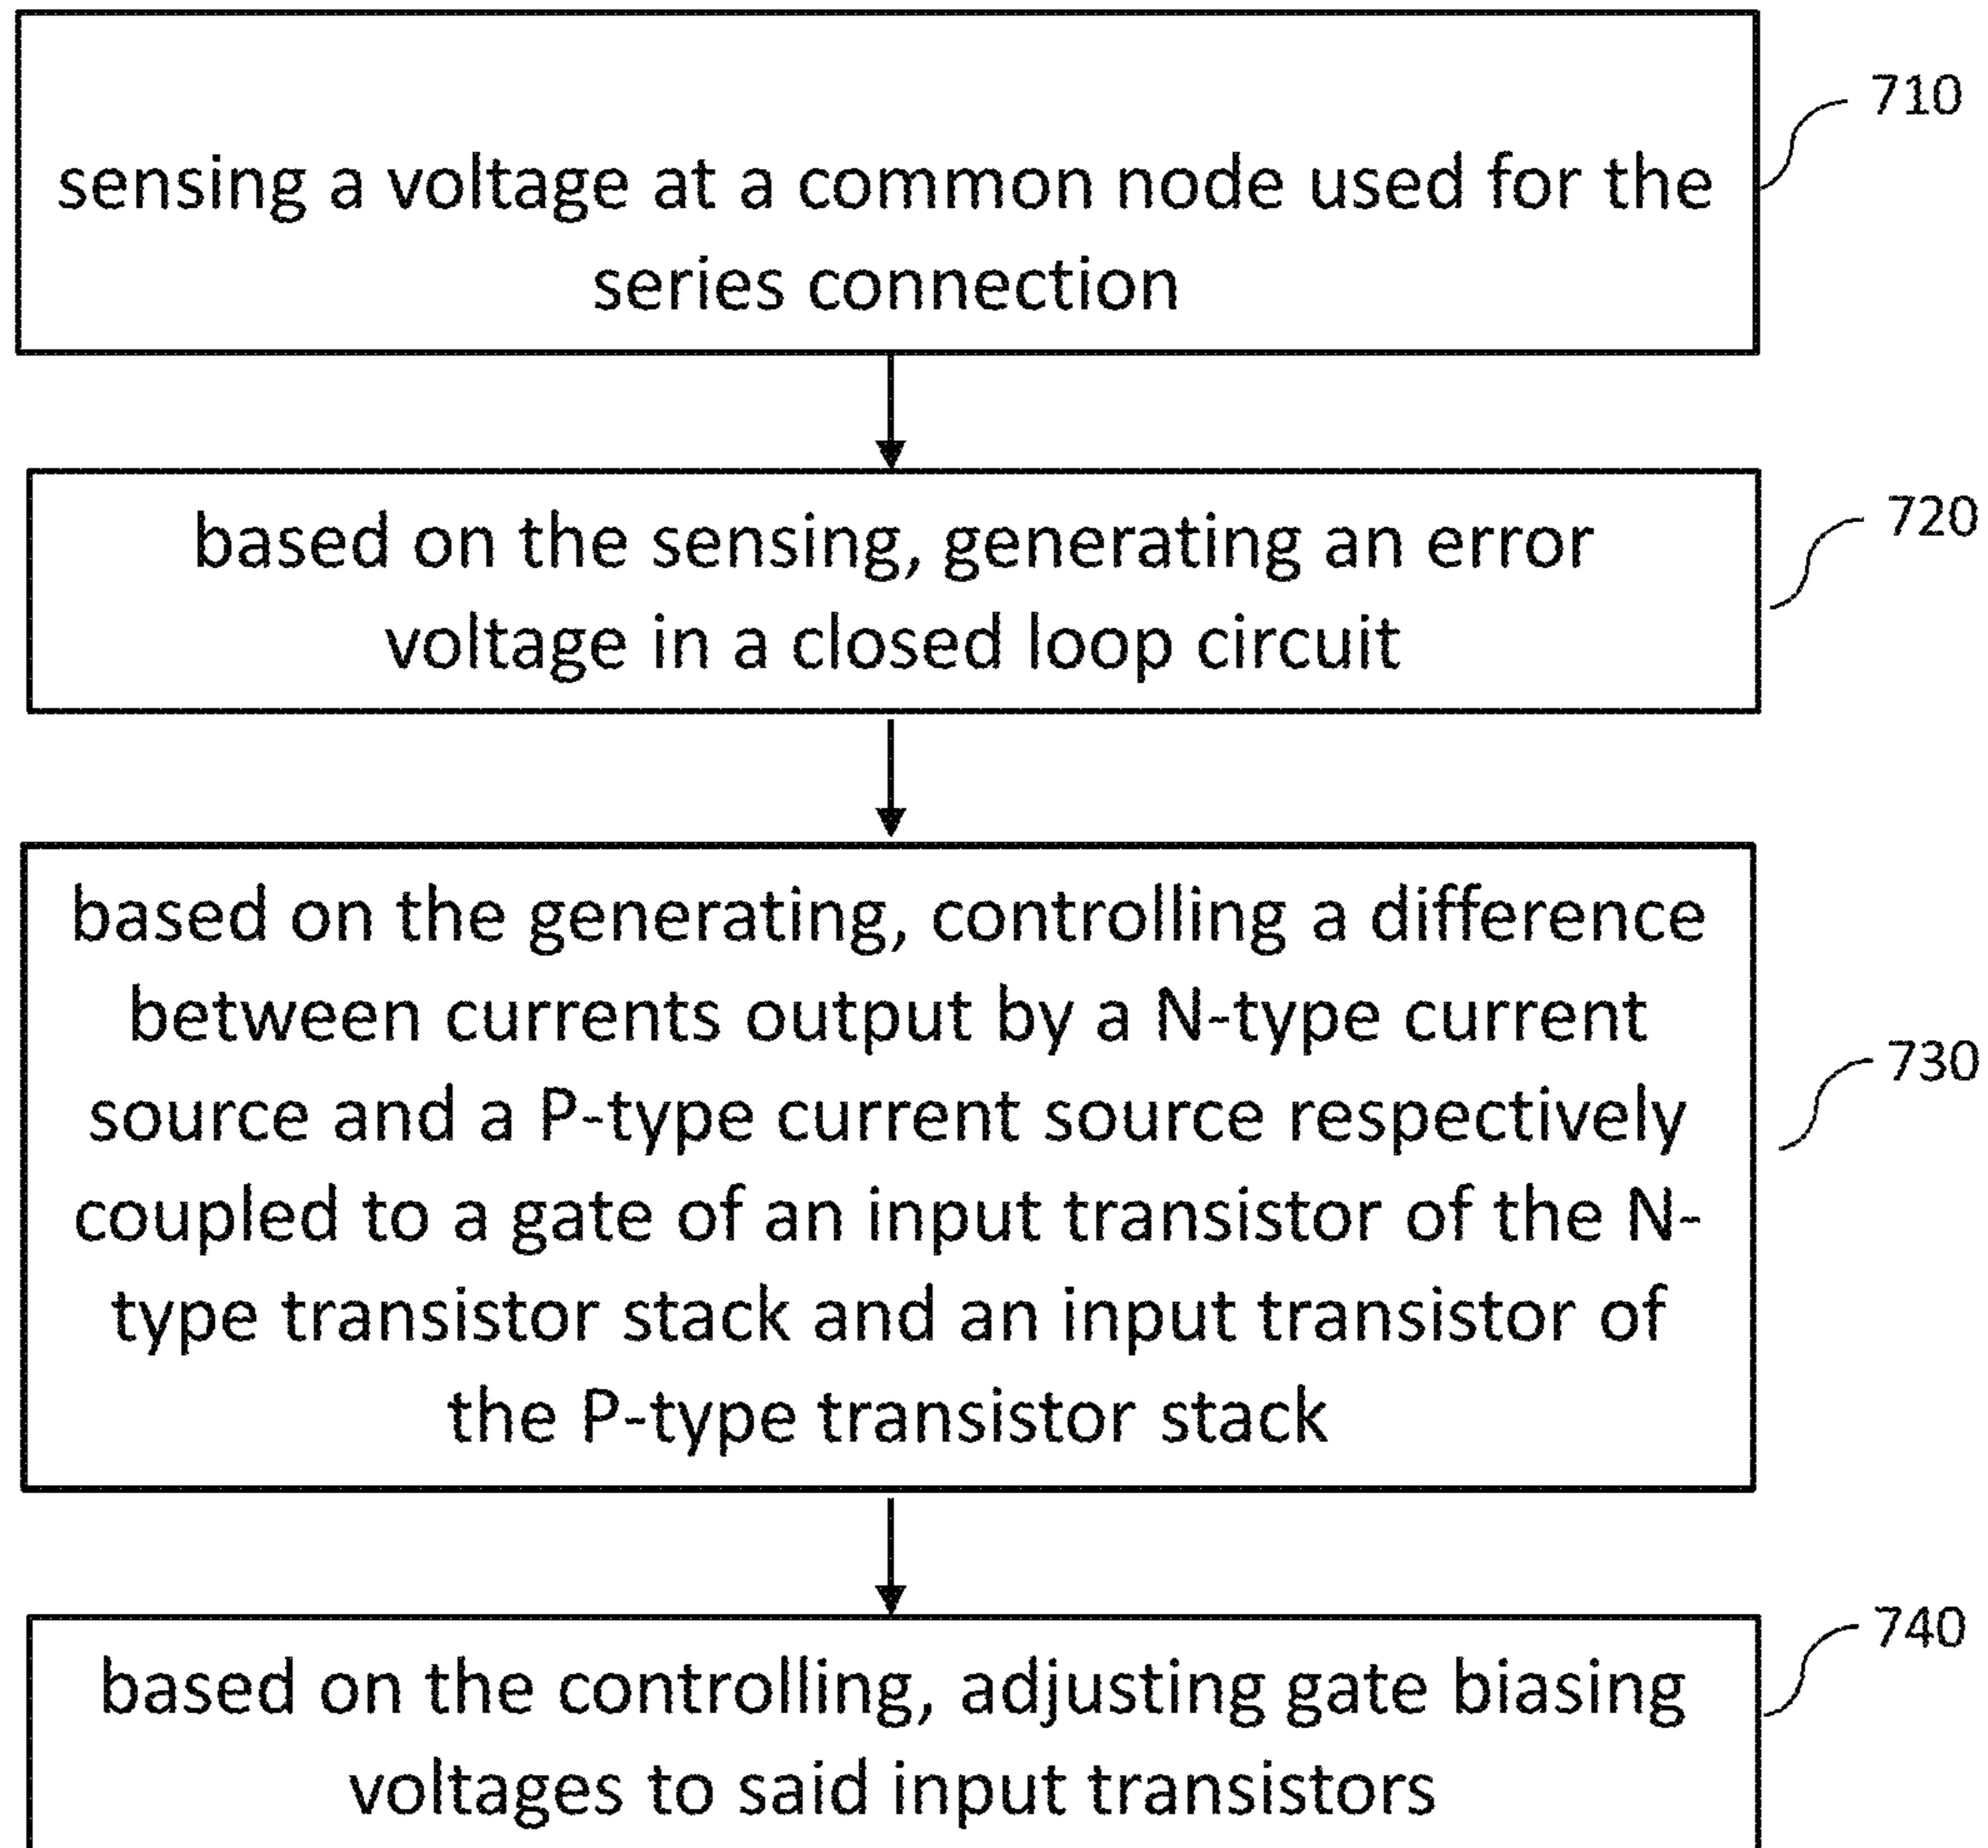 710
sensing a voltage at a common node used for the
series connection
720
based on the sensing, generating an error
voltage in a closed loop circuit
based on the generating, controlling a difference
between currents output by a N-type current
source and a P-type current source respectively
730
coupled to a gate of an input transistor of the N-
type transistor stack and an input transistor of
the P-type transistor stack
740
based on the controlling, adjusting gate biasing
voltages to said input transistors